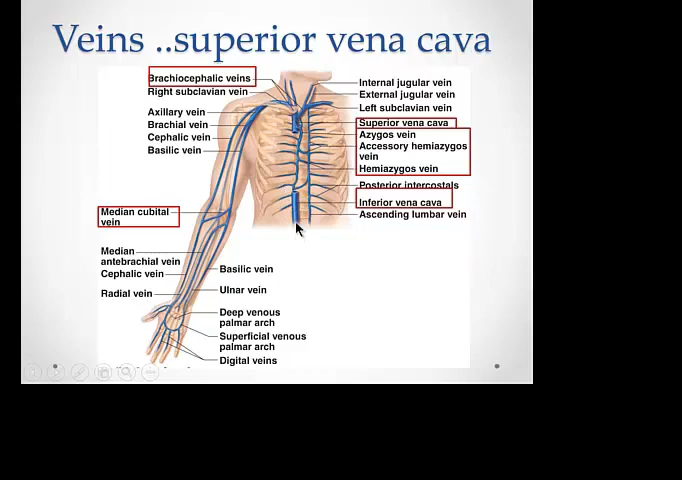 Veins ..superior vena cava
Brachiocephalic veins
Right subclavian vein
Axillary vein
Brachial vein
Cephalic vein
Basilic vein
Median cubital
vein
Median
antebrachial vein
Cephalic vein
Radial vein
Internal jugular vein
External jugular vein
Left subclavian vein
Superior vena cava
Azygos vein
Accessory hemiazygos
vein
Hemiazygos vein
Posterior intercostals
Inferior vena cava
Ascending lumbar vein
Basilic vein
Ulnar vein
Deep venous
palmar arch
Superficial venous
palmar arch
Digital veins